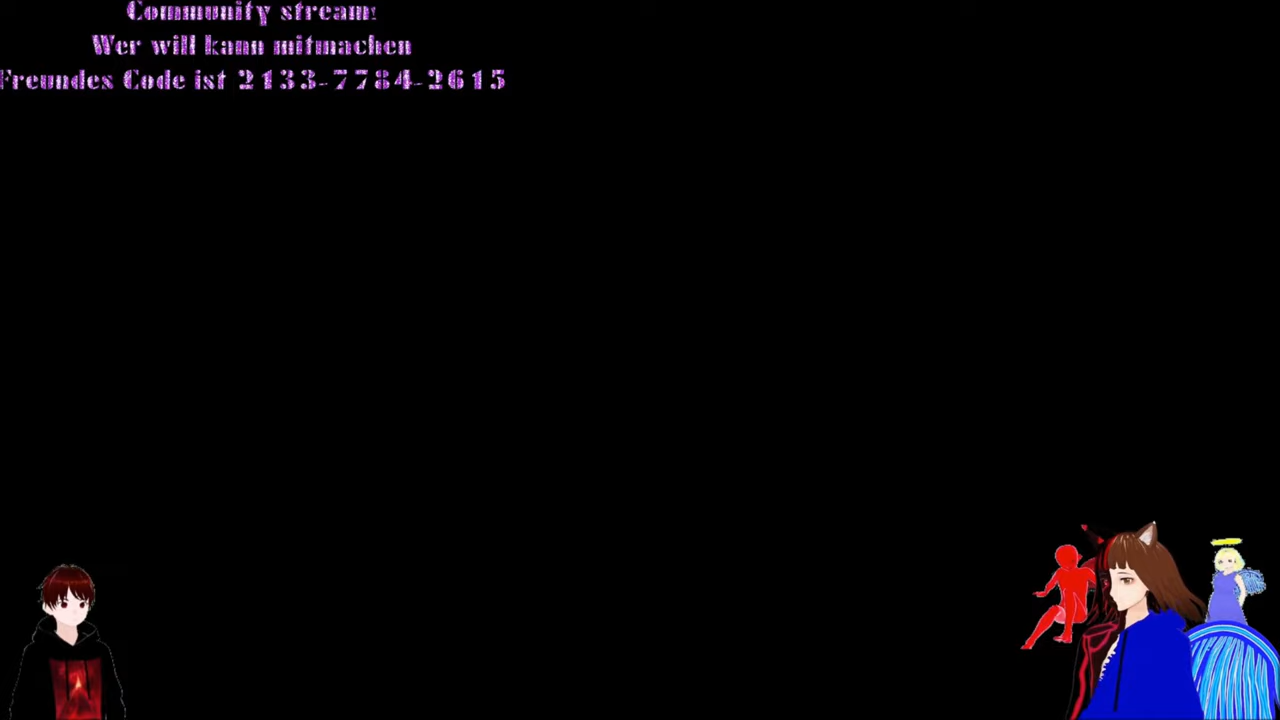 Community stream:
Wer will kann mitmachen
Freundes Code ist 2133-7784-2615